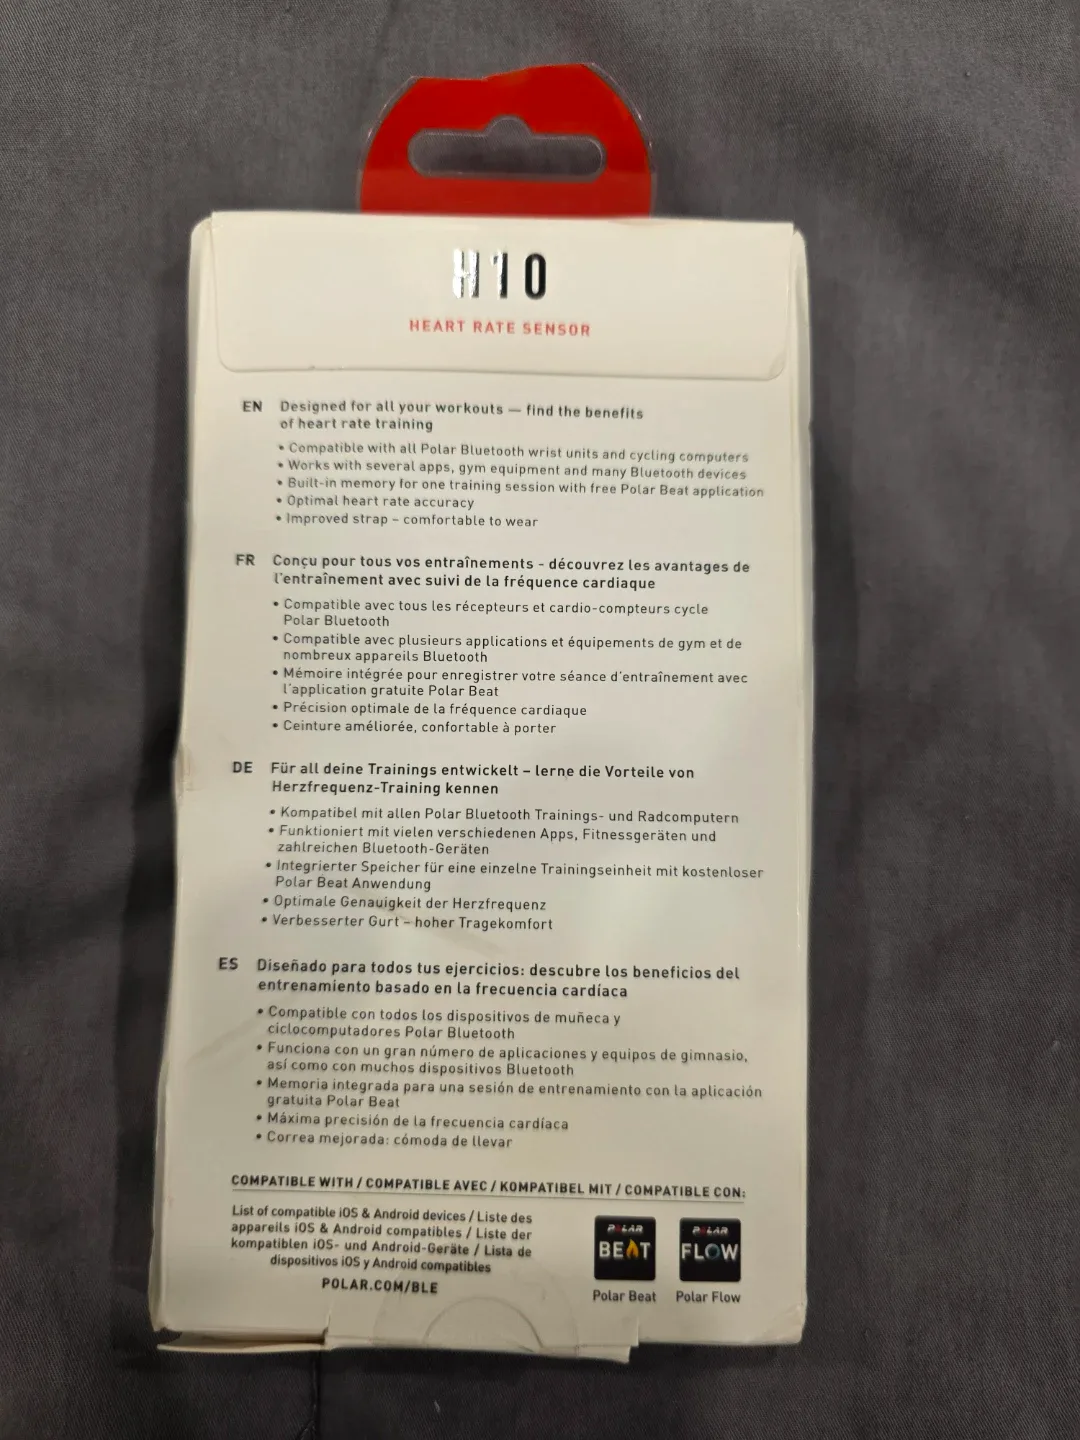 H10
HEART RATE SENSOR
EN Designed for all your workouts — find the benefits
of heart rate training
• Compatible with all Polar Bluetooth wrist units and cycling computers
• Works with several apps, gym equipment and many Bluetooth devices
• Built-in memory for one training session with free Polar Beat application
• Optimal heart rate accuracy
• Improved strap – comfortable to wear
FR Conçu pour tous vos entraînements - découvrez les avantages de
l'entraînement avec suivi de la fréquence cardiaque
• Compatible avec tous les récepteurs et cardio-compteurs cycle
Polar Bluetooth
• Compatible avec plusieurs applications et équipements de gym et de
nombreux appareils Bluetooth
• Mémoire intégrée pour enregistrer votre séance d'entraînement avec
l'application gratuite Polar Beat
• Précision optimale de la fréquence cardiaque
• Ceinture améliorée, confortable à porter
DE Für all deine Trainings entwickelt – lerne die Vorteile von
Herzfrequenz-Training kennen
• Kompatibel mit allen Polar Bluetooth Trainings- und Radcomputern
• Funktioniert mit vielen verschiedenen Apps, Fitnessgeräten und
zahlreichen Bluetooth-Geräten
• Integrierter Speicher für eine einzelne Trainingseinheit mit kostenloser
Polar Beat Anwendung
• Optimale Genauigkeit der Herzfrequenz
• Verbesserter Gurt – hoher Tragekomfort
ES Diseñado para todos tus ejercicios: descubre los beneficios del
entrenamiento basado en la frecuencia cardíaca
• Compatible con todos los dispositivos de muñeca y
ciclocomputadores Polar Bluetooth
• Funciona con un gran número de aplicaciones y equipos de gimnasio,
así como con muchos dispositivos Bluetooth
• Memoria integrada para una sesión de entrenamiento con la aplicación
gratuita Polar Beat
• Máxima precisión de la frecuencia cardíaca
• Correa mejorada: cómoda de llevar
COMPATIBLE WITH / COMPATIBLE AVEC / KOMPATIBEL MIT / COMPATIBLE CON:
List of compatible iOS & Android devices / Liste des
appareils iOS & Android compatibles / Liste der
kompatiblen iOS- und Android-Geräte / Lista de
dispositivos iOS y Android compatibles
POLAR.COM/BLE
POLAR
BEAT
Polar Beat
POLAR
FLOW
Polar Flow